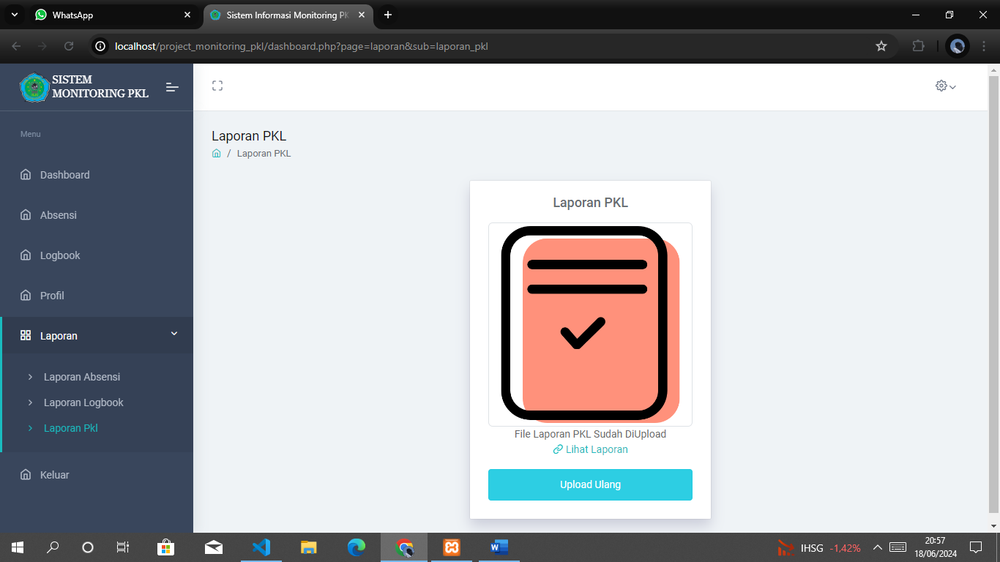 WhatsApp
Sistem Informasi Monitoring PK
localhost/project_monitoring_pkl/dashboard.php?page=laporan&sub=laporan_pkl
SISTEM
MONITORING PKL
Menu
Dashboard
Absensi
Logbook
Profil
Laporan
Laporan Absensi
Laporan Logbook
Laporan Pkl
Keluar
Laporan PKL
/ Laporan PKL
Laporan PKL
File Laporan PKL Sudah DiUpload
Lihat Laporan
Upload Ulang
IHSG -1,42%
20:57
18/06/2024